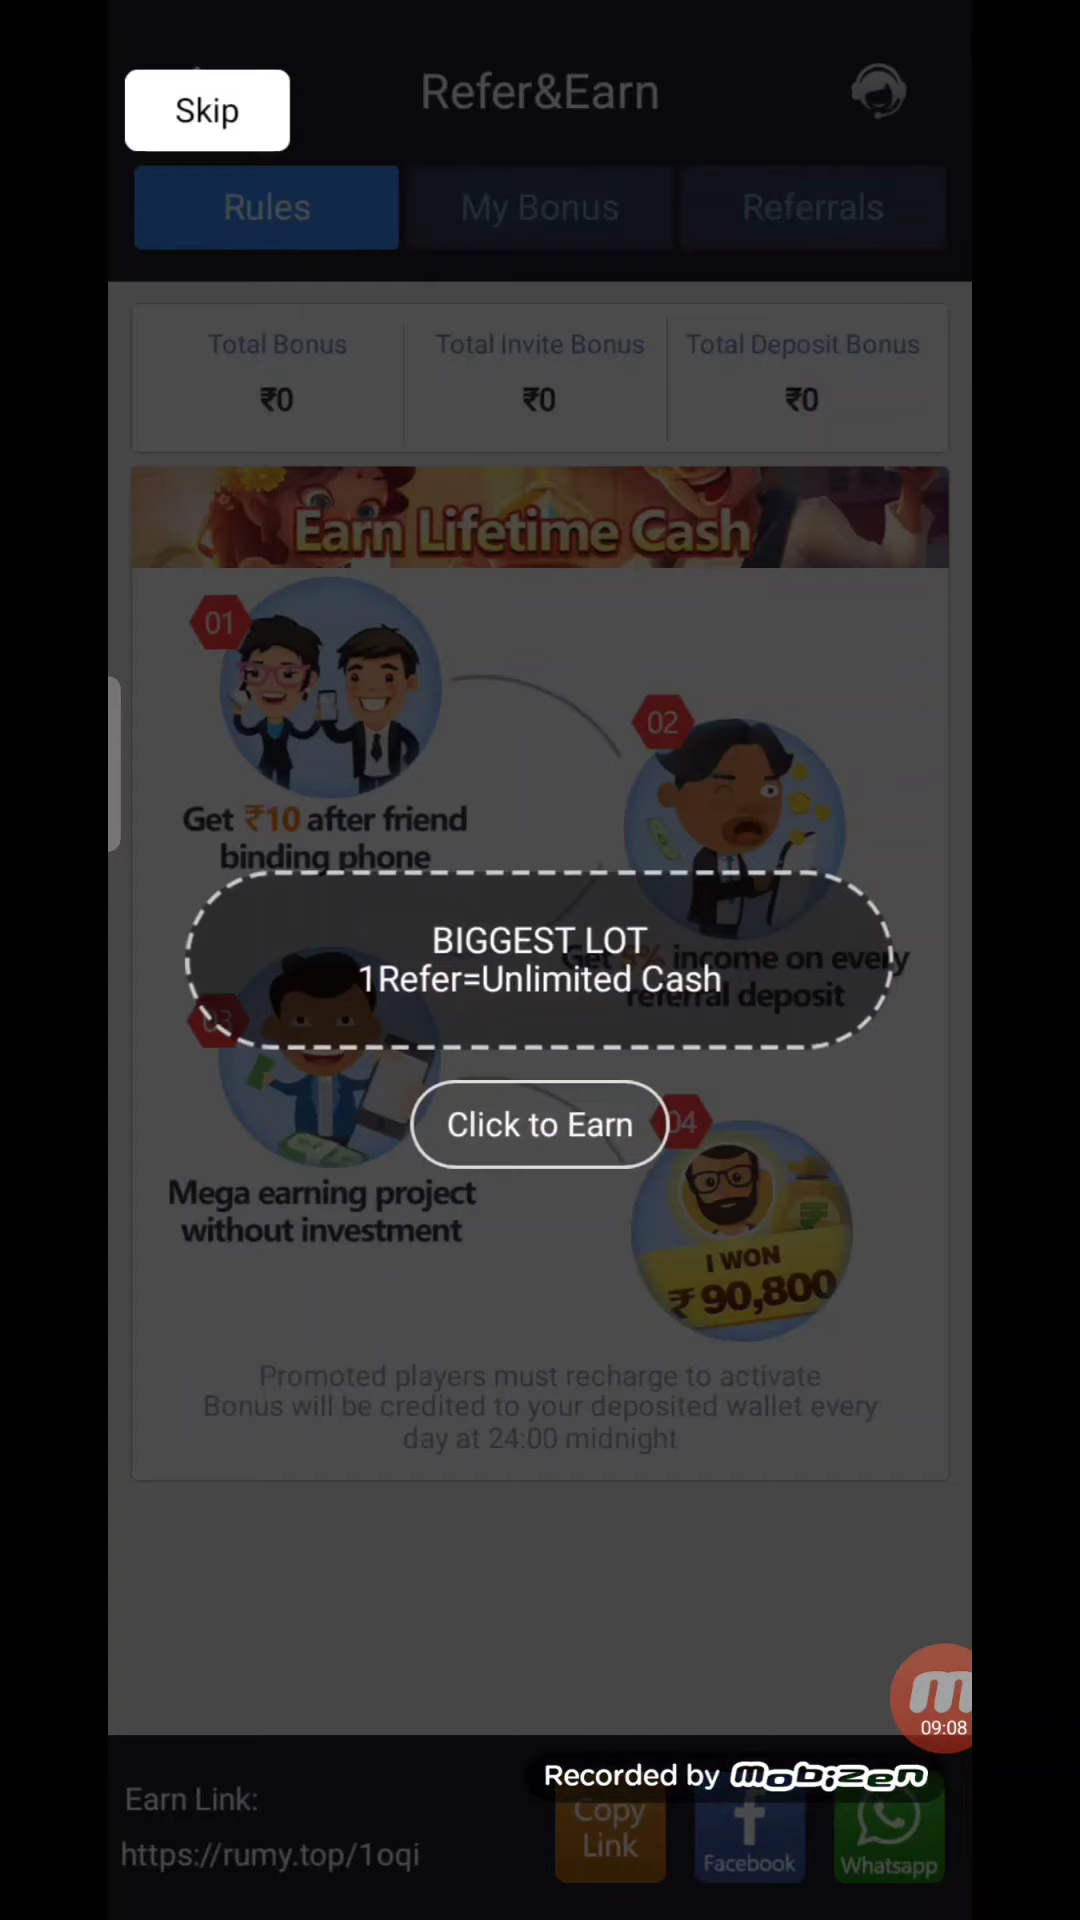 Skip
Refer&Earn
Rules
My Bonus
Referrals
Total Bonus
Total Invite Bonus
Total Deposit Bonus
₹0
₹0
₹0
Earn Lifetime Cash
01
Get ₹10 after friend
binding phone
02
Get % income on every
referral deposit
BIGGEST LOT
1Refer=Unlimited Cash
03
Click to Earn
04
Mega earning project
without investment
I WON
₹90,800
Promoted players must recharge to activate
Bonus will be credited to your deposited wallet every
day at 24:00 midnight
09:08
Recorded by mobizen
Earn Link:
https://rumy.top/1oqi
Copy
Link
Facebook
Whatsapp